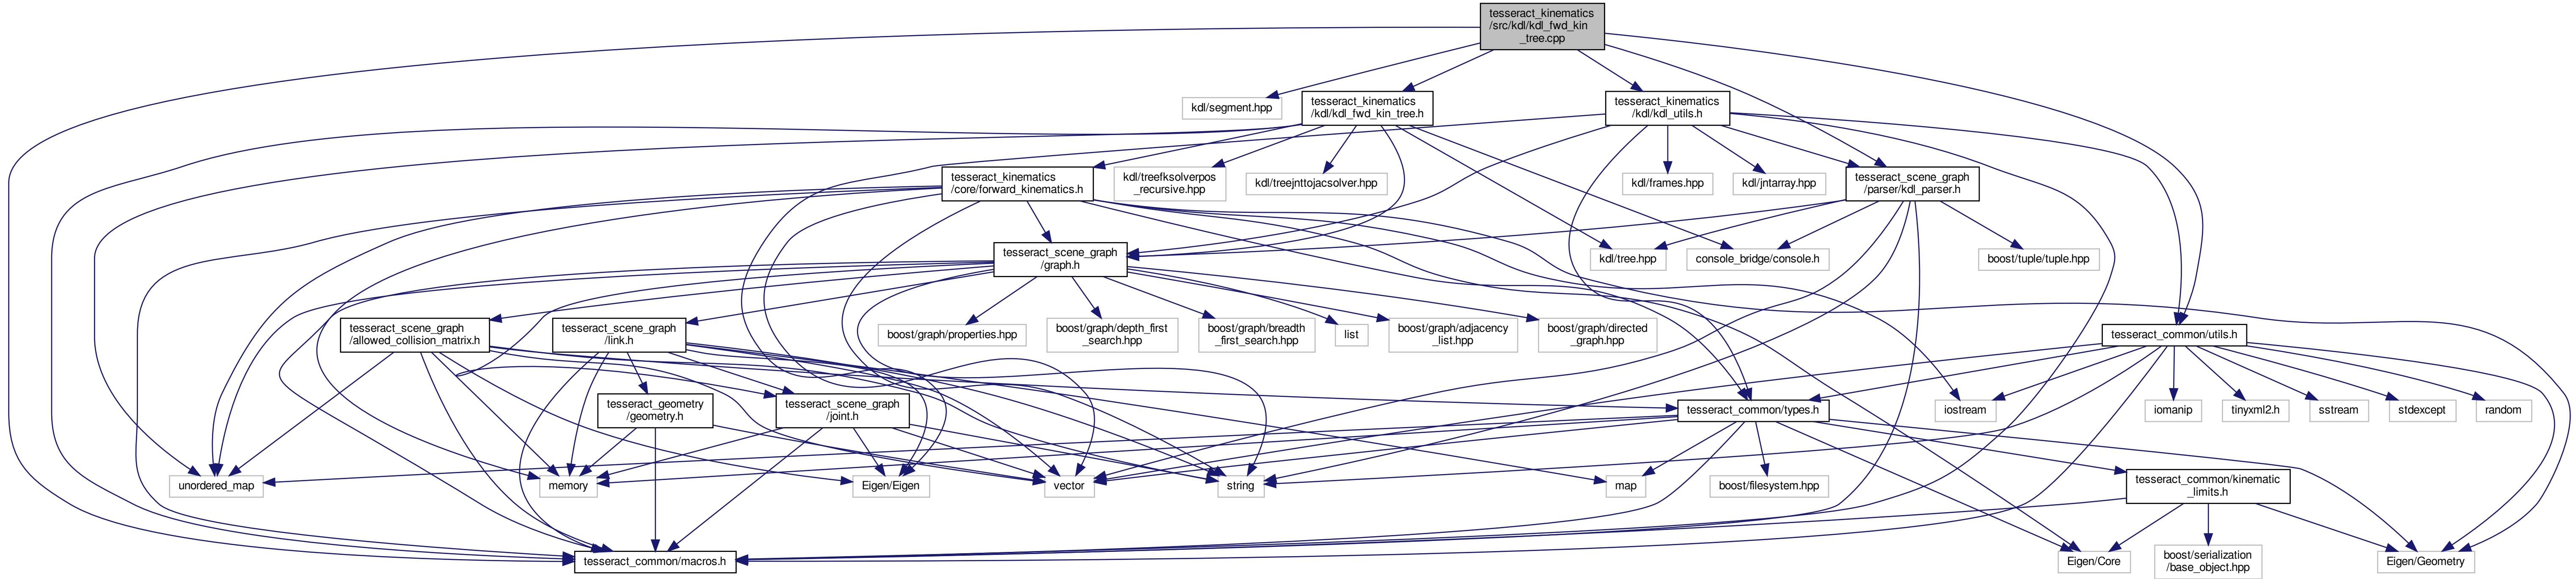 tesseract_kinematics
/src/kdl/kdl_fwd_kin
_tree.cpp
kdl/segment.hpp
tesseract_kinematics
/kdl/kdl_fwd_kin_tree.h
tesseract_kinematics
/kdl/kdl_utils.h
tesseract_kinematics
/core/forward_kinematics.h
kdl/treefksolverpos
_recursive.hpp
kdl/treejnttojacsolver.hpp
kdl/frames.hpp
kdl/jntarray.hpp
tesseract_scene_graph
/parser/kdl_parser.h
tesseract_scene_graph
/graph.h
kdl/tree.hpp
console_bridge/console.h
boost/tuple/tuple.hpp
tesseract_scene_graph
/allowed_collision_matrix.h
tesseract_scene_graph
/link.h
boost/graph/properties.hpp
boost/graph/depth_first
_search.hpp
boost/graph/breadth
_first_search.hpp
list
boost/graph/adjacency
_list.hpp
boost/graph/directed
_graph.hpp
tesseract_common/utils.h
tesseract_geometry
/geometry.h
tesseract_scene_graph
/joint.h
tesseract_common/types.h
iostream
iomanip
tinyxml2.h
sstream
stdexcept
random
unordered_map
memory
Eigen/Eigen
vector
string
map
boost/filesystem.hpp
tesseract_common/kinematic
_limits.h
tesseract_common/macros.h
Eigen/Core
boost/serialization
/base_object.hpp
Eigen/Geometry